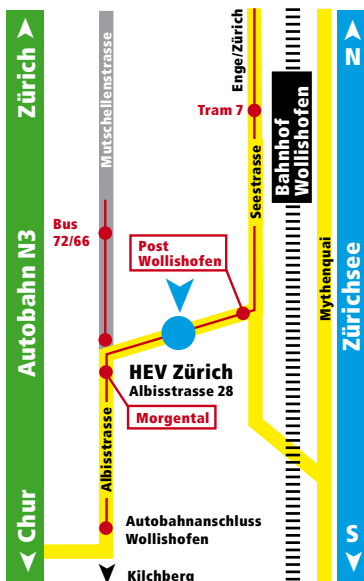 Zürich
Autobahn N3
Chur
Mutschellenstrasse
Bus
72/66
Enge/Zürich
Tram 7
Seestrasse
Bahnhof
Wollishofen
N
Zürichsee
S
Mythenquai
Post
Wollishofen
HEV Zürich
Albisstrasse 28
Morgental
Albisstrasse
Autobahnanschluss
Wollishofen
Kilchberg